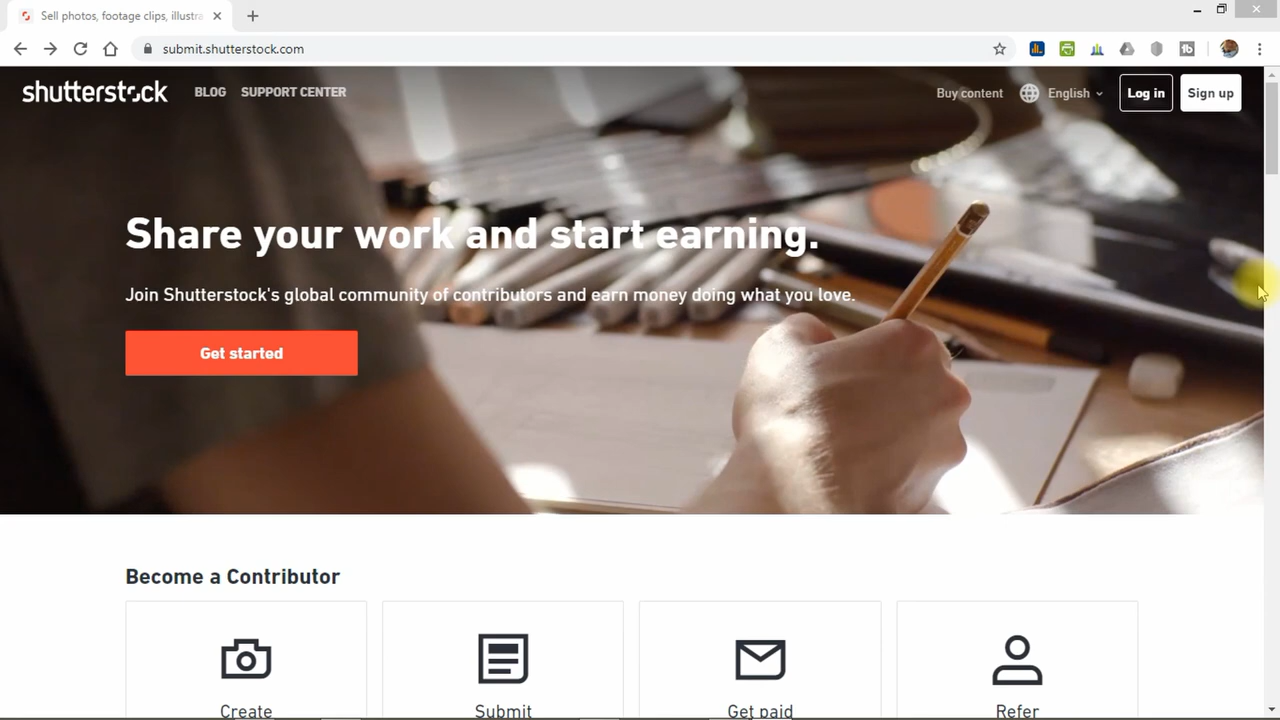 Sell photos, footage clips, illustra
submit.shutterstock.com
shutterstock BLOG SUPPORT CENTER Buy content English Log in Sign up
Share your work and start earning.
Join Shutterstock's global community of contributors and earn money doing what you love.
Get started
Become a Contributor
Create Submit Get paid Refer